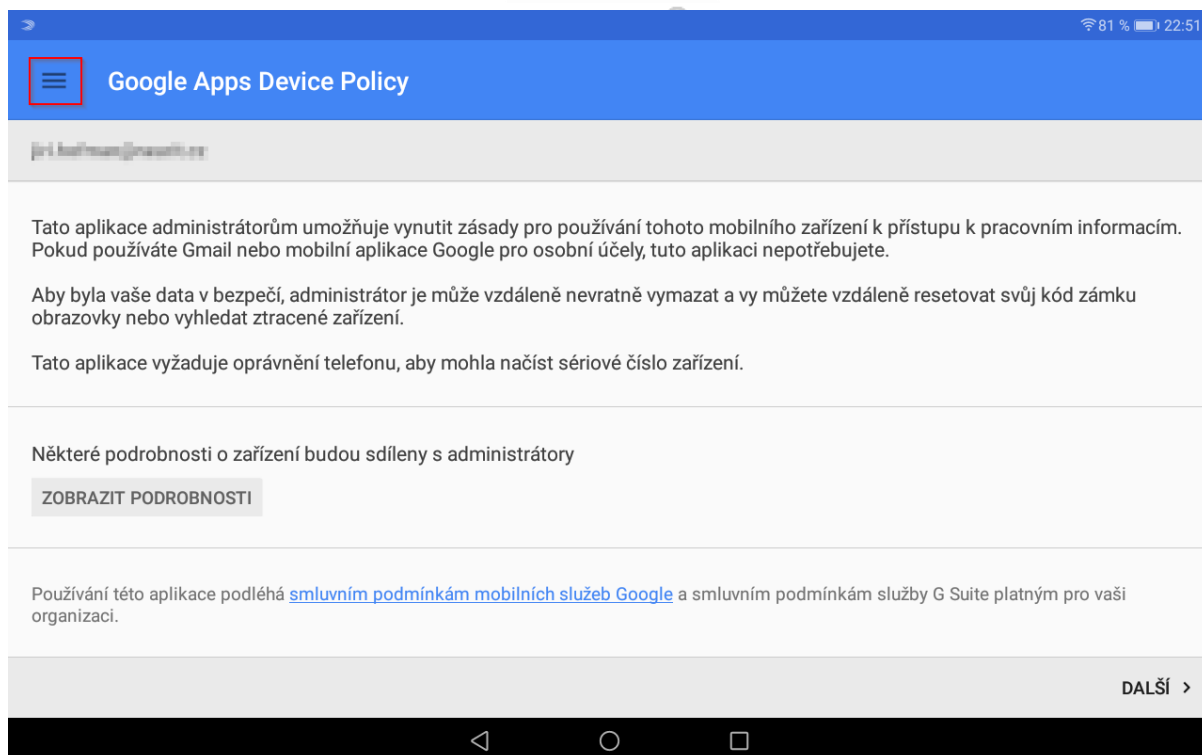 81 % 22:51
Google Apps Device Policy
Tato aplikace administrátorům umožňuje vynutit zásady pro používání tohoto mobilního zařízení k přístupu k pracovním informacím.
Pokud používáte Gmail nebo mobilní aplikace Google pro osobní účely, tuto aplikaci nepotřebujete.
Aby byla vaše data v bezpečí, administrátor je může vzdáleně nevratně vymazat a vy můžete vzdáleně resetovat svůj kód zámku
obrazovky nebo vyhledat ztracené zařízení.
Tato aplikace vyžaduje oprávnění telefonu, aby mohla načíst sériové číslo zařízení.
Některé podrobnosti o zařízení budou sdíleny s administrátory
ZOBRAZIT PODROBNOSTI
Používání této aplikace podléhá smluvním podmínkám mobilních služeb Google a smluvním podmínkám služby G Suite platným pro vaši
organizaci.
DALŠÍ